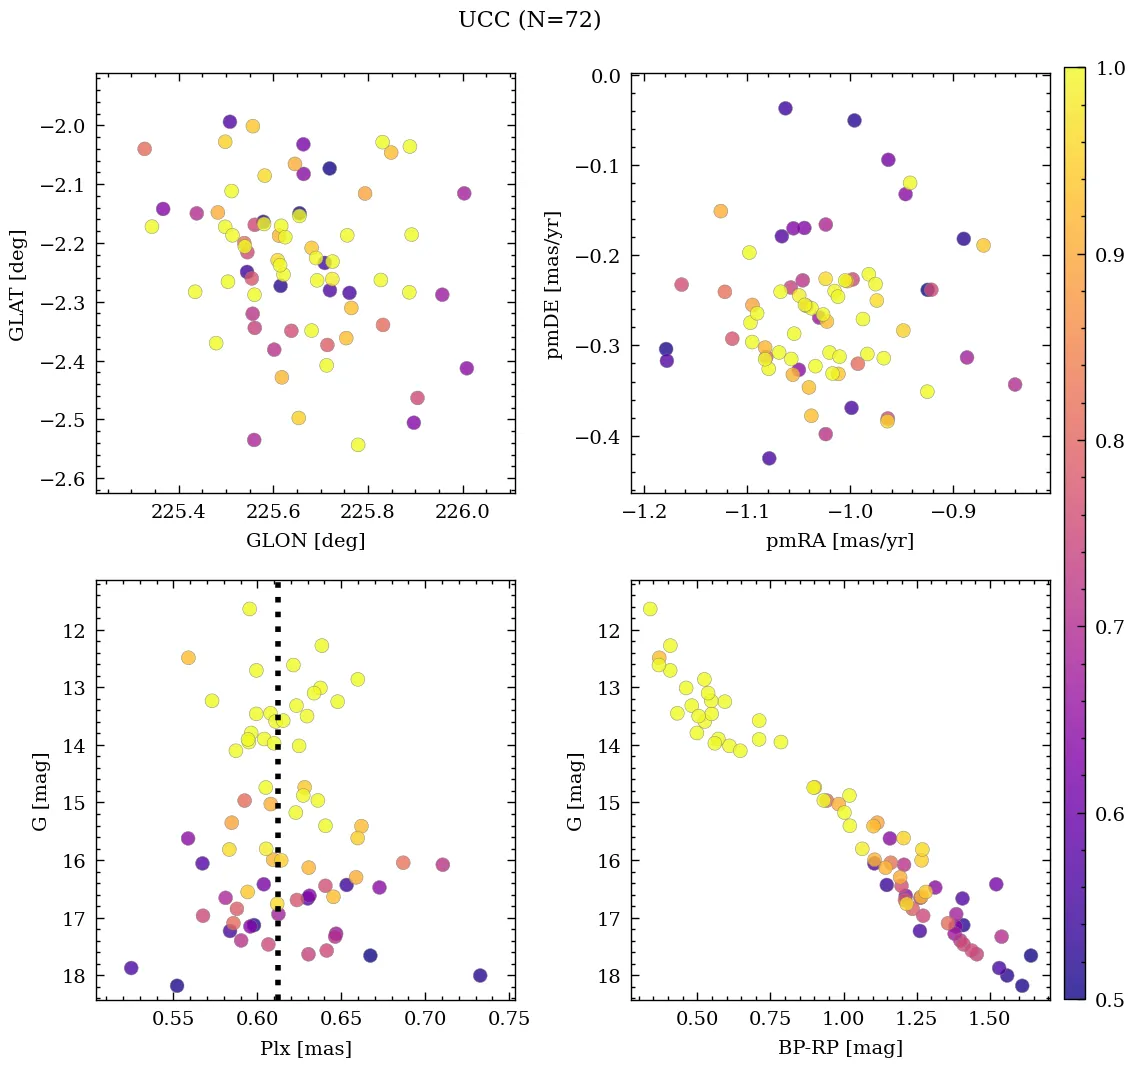 UCC (N=72)
−2.0
−2.1
−2.2
−2.3
−2.4
−2.5
−2.6
GLAT [deg]
225.4 225.6 225.8 226.0
GLON [deg]
0.0
−0.1
−0.2
−0.3
−0.4
pmDE [mas/yr]
−1.2 −1.1 −1.0 −0.9
pmRA [mas/yr]
12
13
14
15
16
17
18
G [mag]
0.55 0.60 0.65 0.70 0.75
Plx [mas]
12
13
14
15
16
17
18
G [mag]
0.50 0.75 1.00 1.25 1.50
BP-RP [mag]
1.0
0.9
0.8
0.7
0.6
0.5